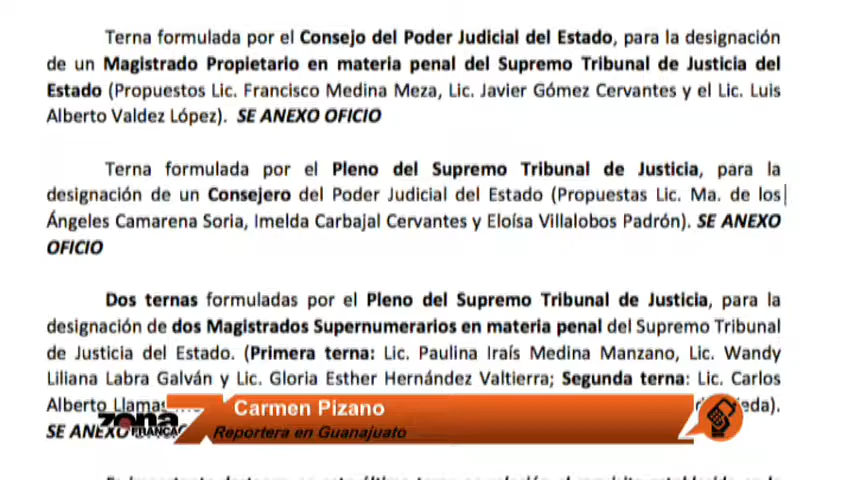 Terna formulada por el Consejo del Poder Judicial del Estado, para la designación
de un Magistrado Propietario en materia penal del Supremo Tribunal de Justicia del
Estado (Propuestos Lic. Francisco Medina Meza, Lic. Javier Gómez Cervantes y el Lic. Luis
Alberto Valdez López). SE ANEXO OFICIO
Terna formulada por el Pleno del Supremo Tribunal de Justicia, para la
designación de un Consejero del Poder Judicial del Estado (Propuestas Lic. Ma. de los
Ángeles Camarena Soria, Imelda Carbajal Cervantes y Eloísa Villalobos Padrón). SE ANEXO
OFICIO
Dos ternas formuladas por el Pleno del Supremo Tribunal de Justicia, para la
designación de dos Magistrados Supernumerarios en materia penal del Supremo Tribunal
de Justicia del Estado. (Primera terna: Lic. Paulina Iraís Medina Manzano, Lic. Wandy
Liliana Labra Galván y Lic. Gloria Esther Hernández Valtierra; Segunda terna: Lic. Carlos
Alberto Llamas
SE ANEXO
Carmen Pizano
zona
FRANCA
Reportera en Guanajuato